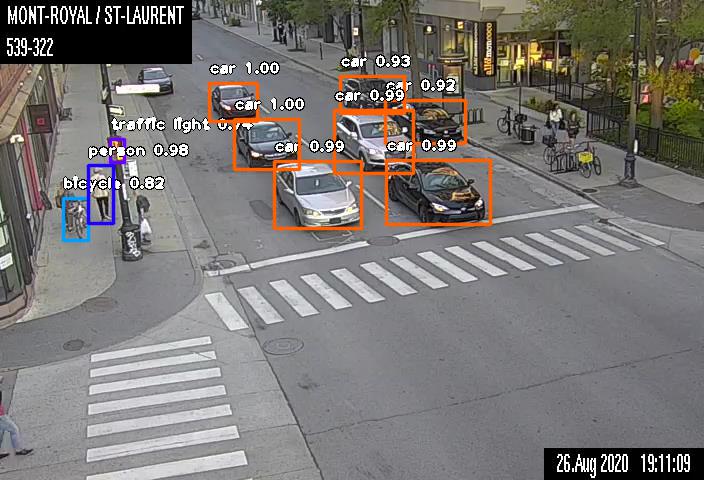 MONT-ROYAL / ST-LAURENT
539-322
car 1.00
car 0.93
car 1.00
car 0.99
car 0.92
traffic light 0.74
car 0.99
car 0.99
person 0.98
bicycle 0.82
26.Aug 2020 19:11:09